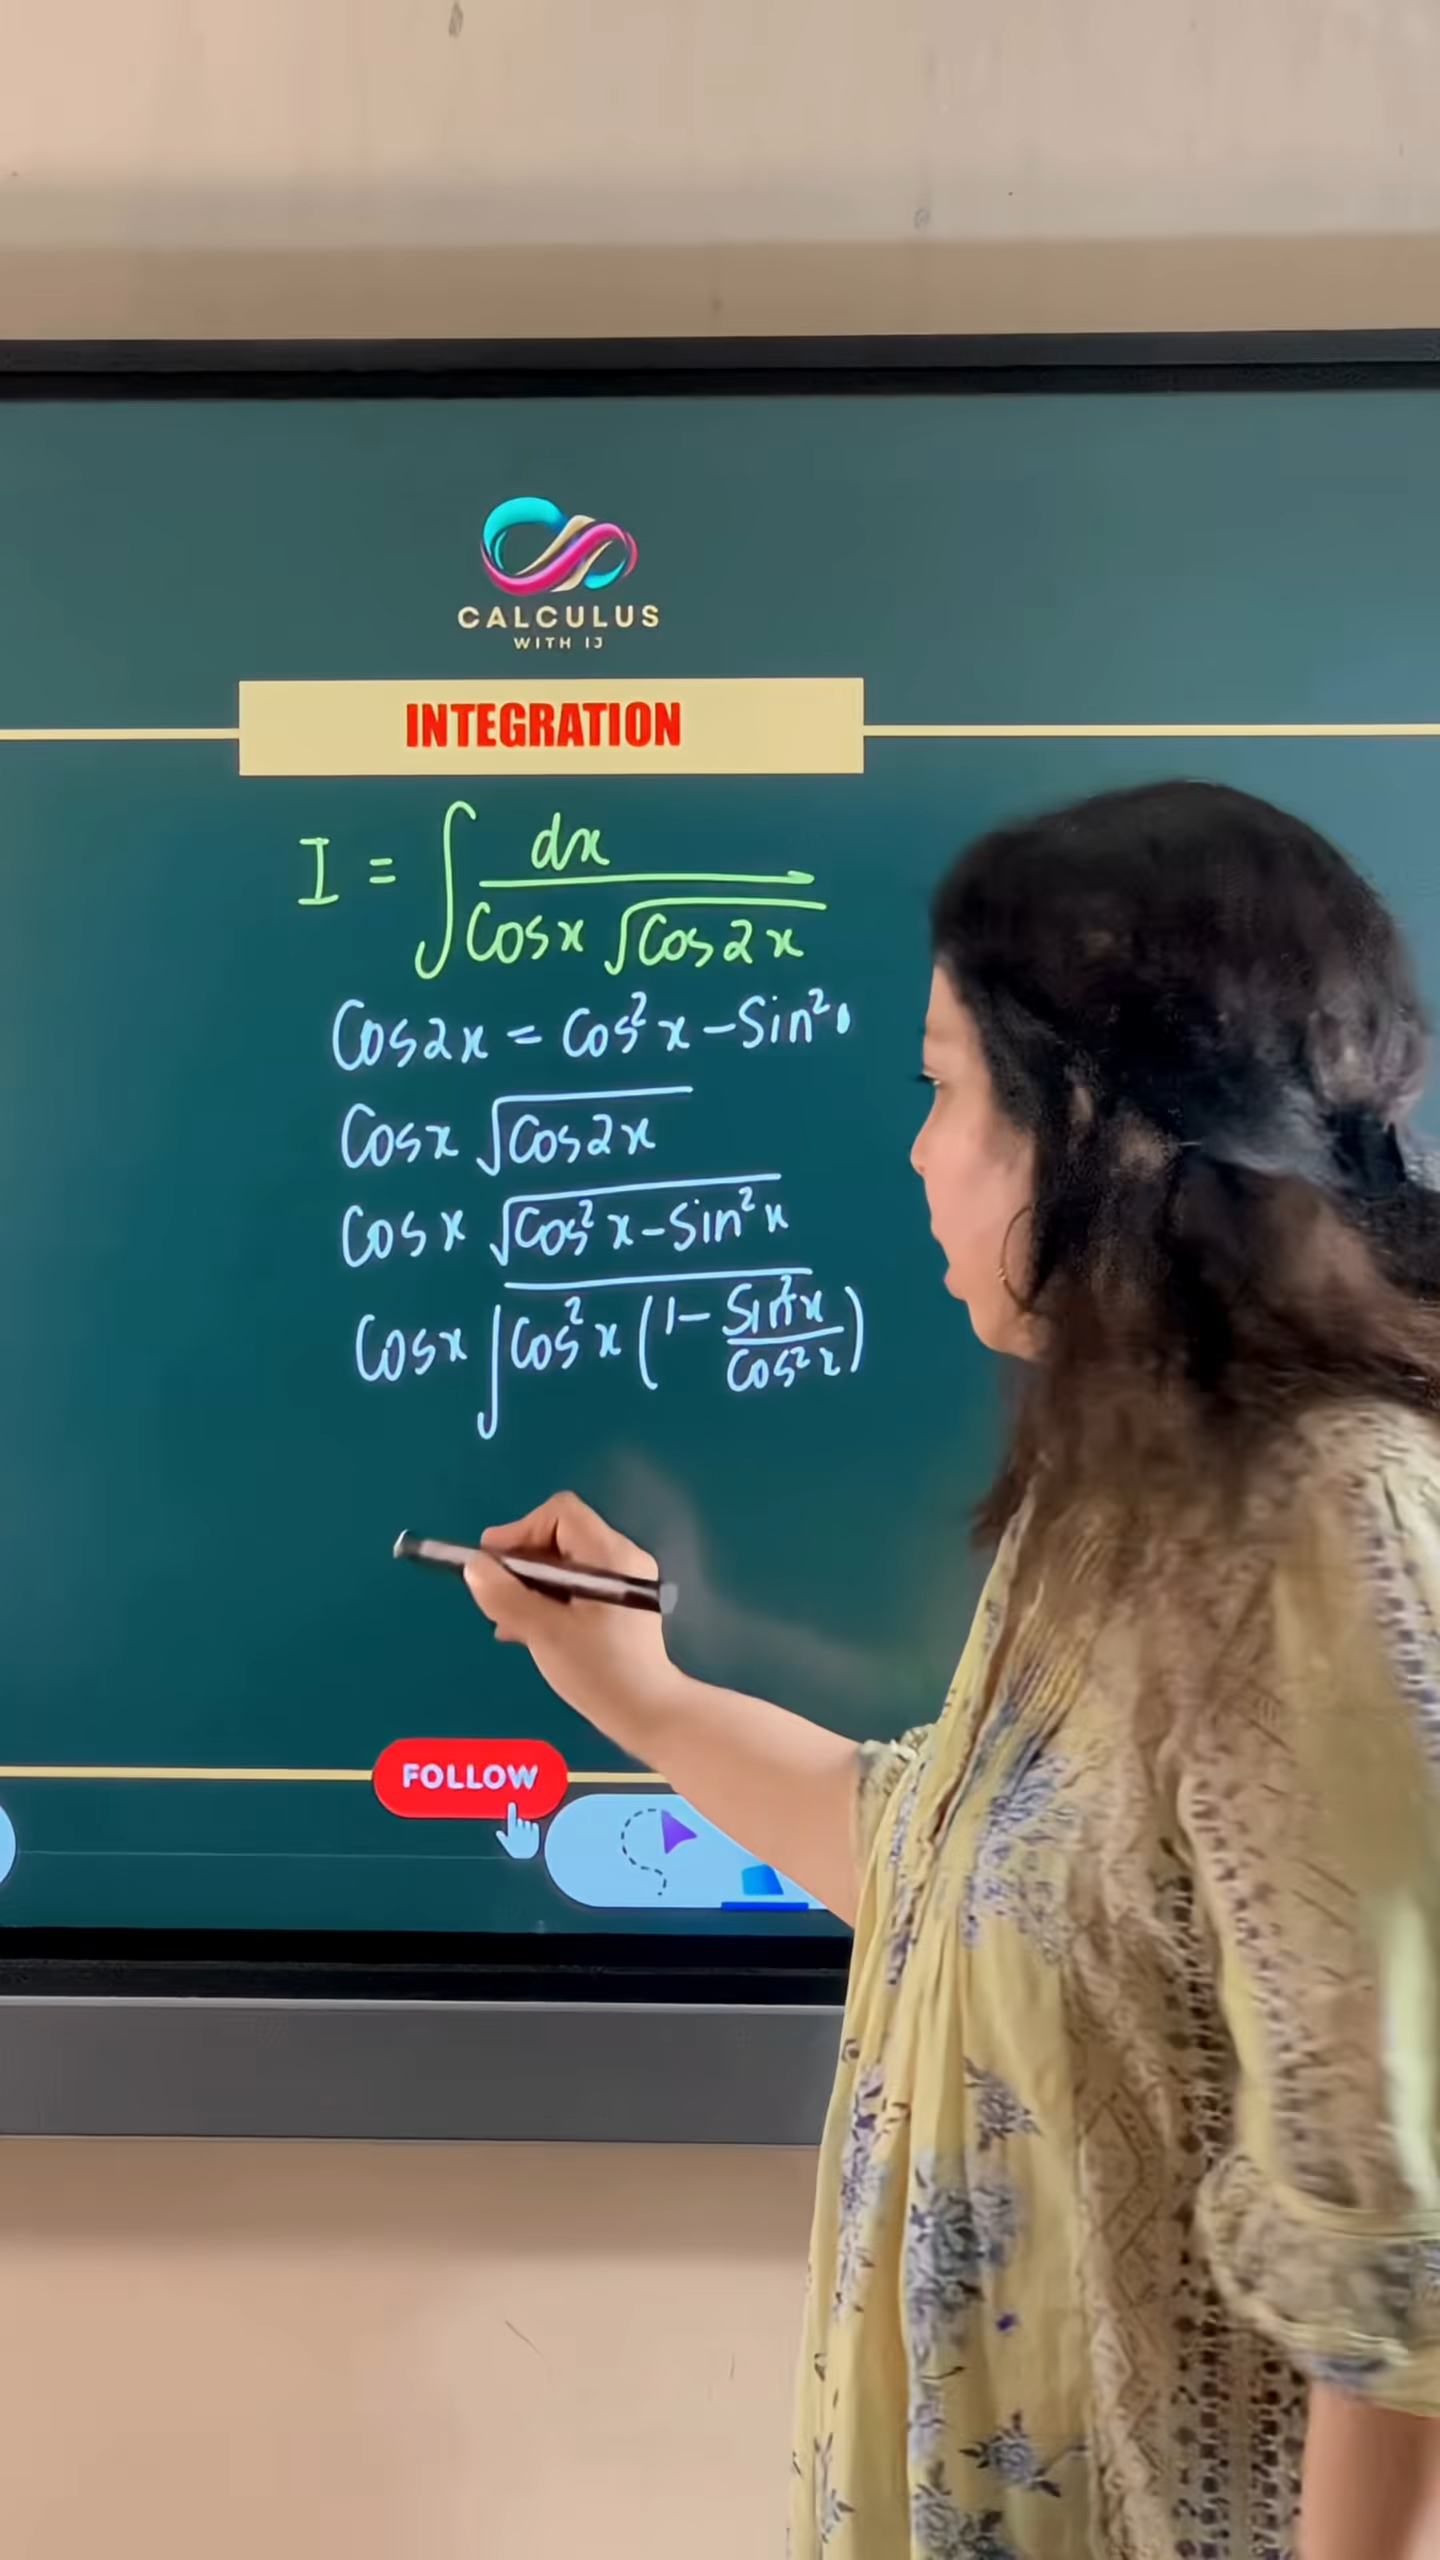 CALCULUS
WITH IJ
INTEGRATION
I = ∫ dx / (Cosx √(Cos2x))
Cos2x = Cos²x - Sin²
Cosx √(Cos2x)
Cosx √(Cos²x - Sin²x)
Cosx √(Cos²x (1 - Sin²x / Cos²x))
FOLLOW